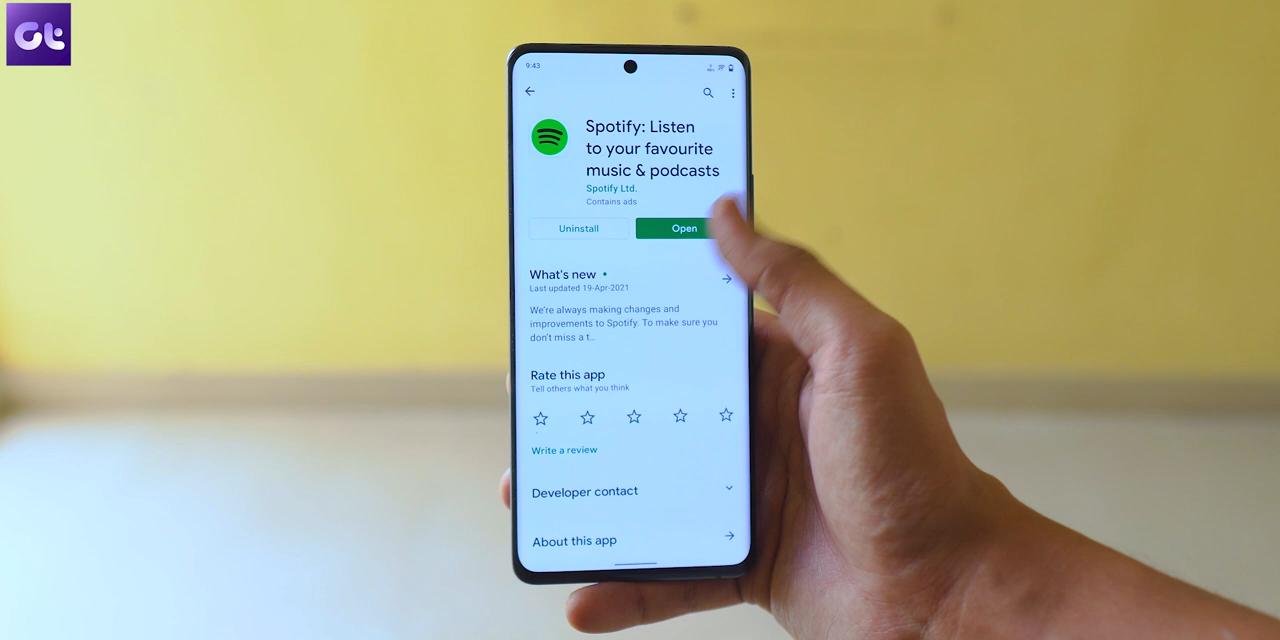 Gt
9:43
Spotify: Listen
to your favourite
music & podcasts
Spotify Ltd.
Contains ads
Uninstall
Open
What's new
Last updated 19-Apr-2021
We're always making changes and
improvements to Spotify. To make sure you
don't miss a t...
Rate this app
Tell others what you think
Write a review
Developer contact
About this app